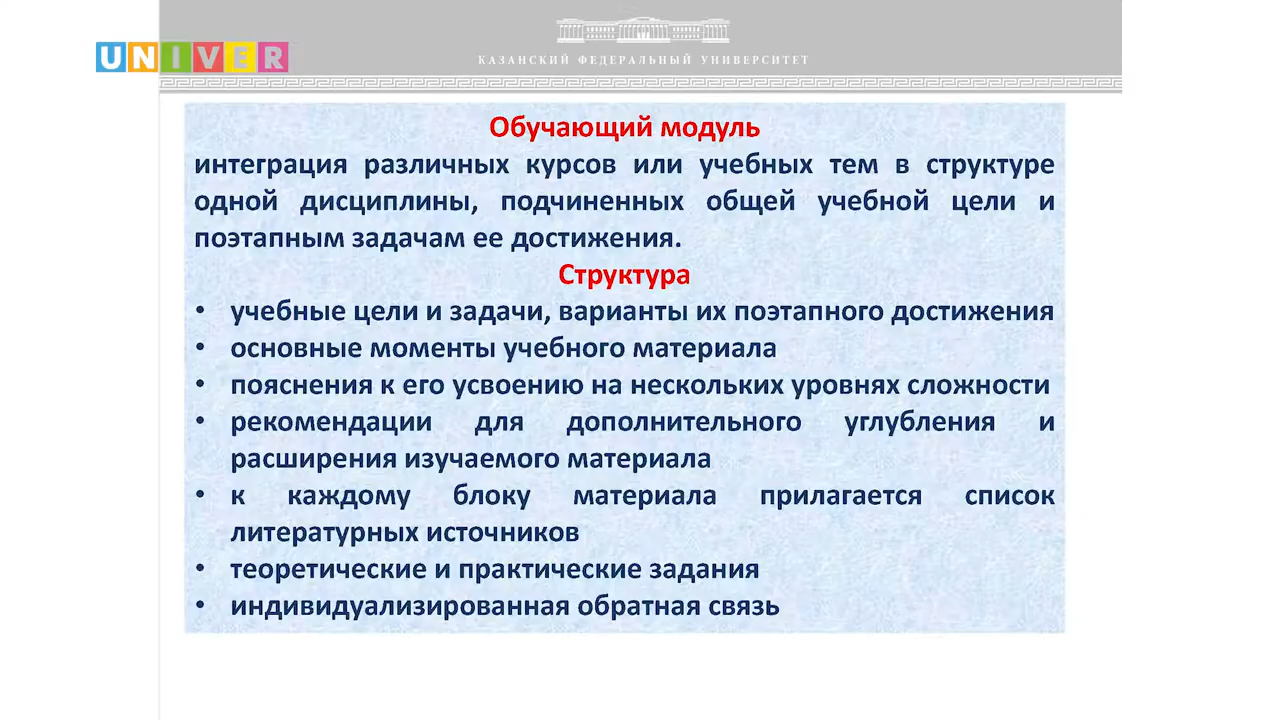 UNIVER
КАЗАНСКИЙ ФЕДЕРАЛЬНЫЙ УНИВЕРСИТЕТ
Обучающий модуль
интеграция различных курсов или учебных тем в структуре
одной дисциплины, подчиненных общей учебной цели и
поэтапным задачам ее достижения.
Структура
• учебные цели и задачи, варианты их поэтапного достижения
• основные моменты учебного материала
• пояснения к его усвоению на нескольких уровнях сложности
• рекомендации для дополнительного углубления и
расширения изучаемого материала
• к каждому блоку материала прилагается список
литературных источников
• теоретические и практические задания
• индивидуализированная обратная связь